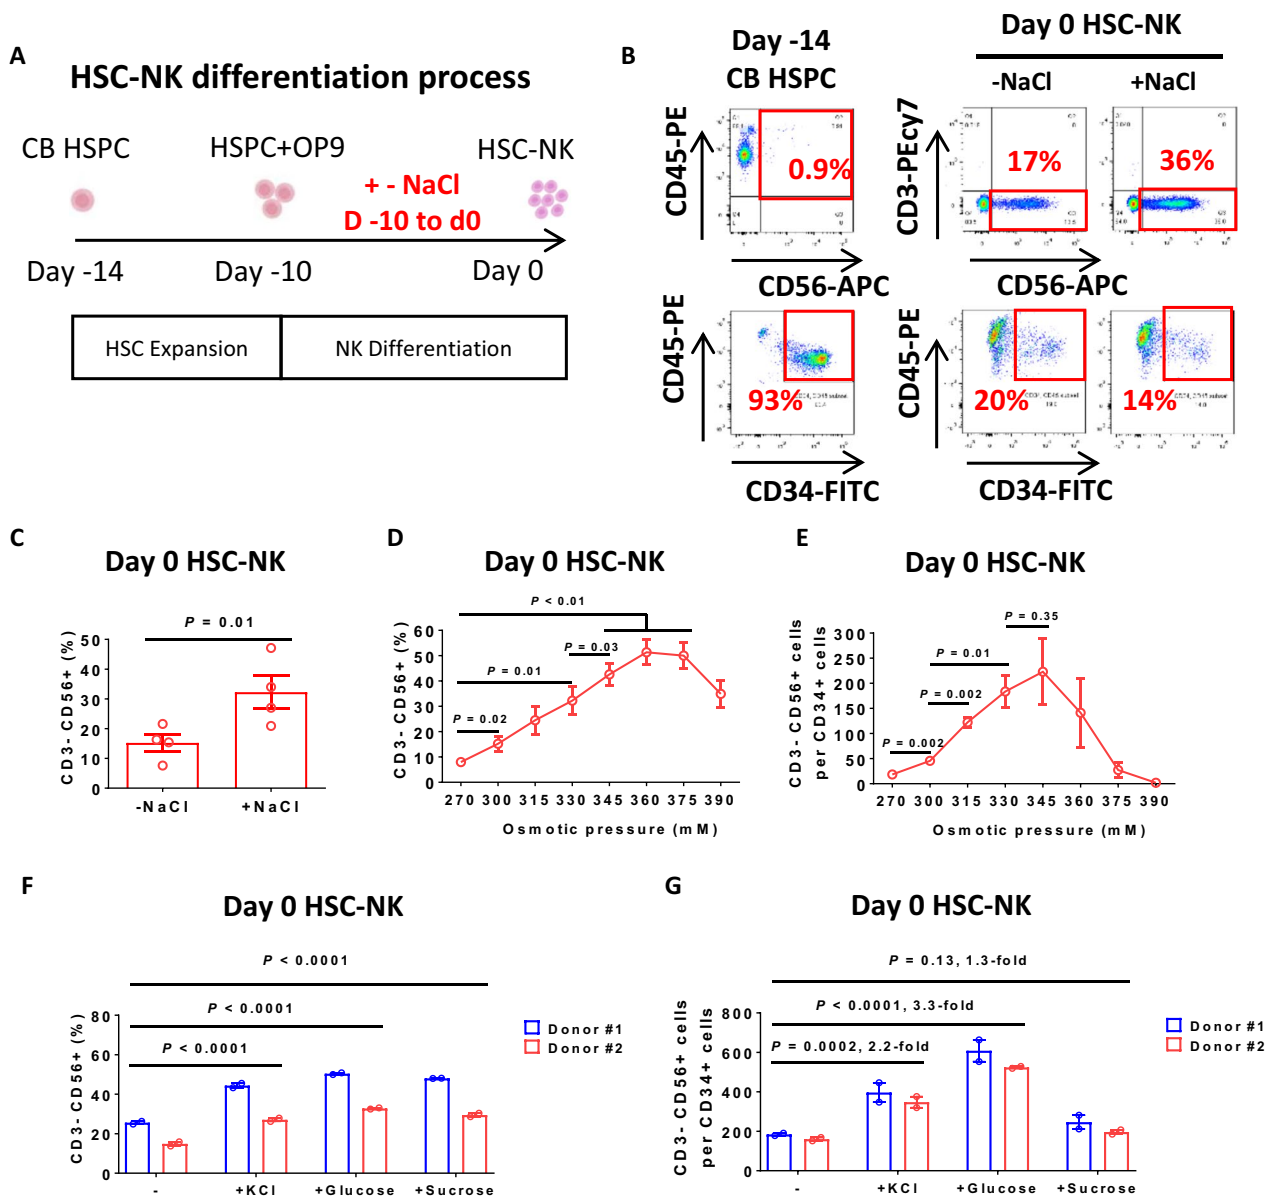 A
HSC-NK differentiation process
CB HSPC
HSPC+OP9
HSC-NK
+ - NaCl
D -10 to d0
Day -14
Day -10
Day 0
HSC Expansion
NK Differentiation
B
Day -14
CB HSPC
Day 0 HSC-NK
-NaCl
+NaCl
CD45-PE
0.9%
CD56-APC
CD3-PEcy7
17%
36%
CD56-APC
CD45-PE
93%
CD34-FITC
CD45-PE
20%
14%
CD34-FITC
C
Day 0 HSC-NK
P = 0.01
CD3- CD56+ (%)
50
40
30
20
10
0
-NaCl
+NaCl
D
Day 0 HSC-NK
P < 0.01
P = 0.03
P = 0.01
P = 0.02
CD3- CD56+ (%)
60
50
40
30
20
10
0
270 300 315 330 345 360 375 390
Osmotic pressure (mM)
E
Day 0 HSC-NK
P = 0.35
P = 0.01
P = 0.002
P = 0.002
CD3- CD56+ cells
per CD34+ cells
300
250
200
150
100
50
0
270 300 315 330 345 360 375 390
Osmotic pressure (mM)
F
Day 0 HSC-NK
P < 0.0001
P < 0.0001
P < 0.0001
CD3- CD56+ (%)
80
60
40
20
0
-
+KCl
+Glucose
+Sucrose
Donor #1
Donor #2
G
Day 0 HSC-NK
P = 0.13, 1.3-fold
P < 0.0001, 3.3-fold
P = 0.0002, 2.2-fold
CD3- CD56+ cells
per CD34+ cells
800
600
400
200
0
-
+KCl
+Glucose
+Sucrose
Donor #1
Donor #2